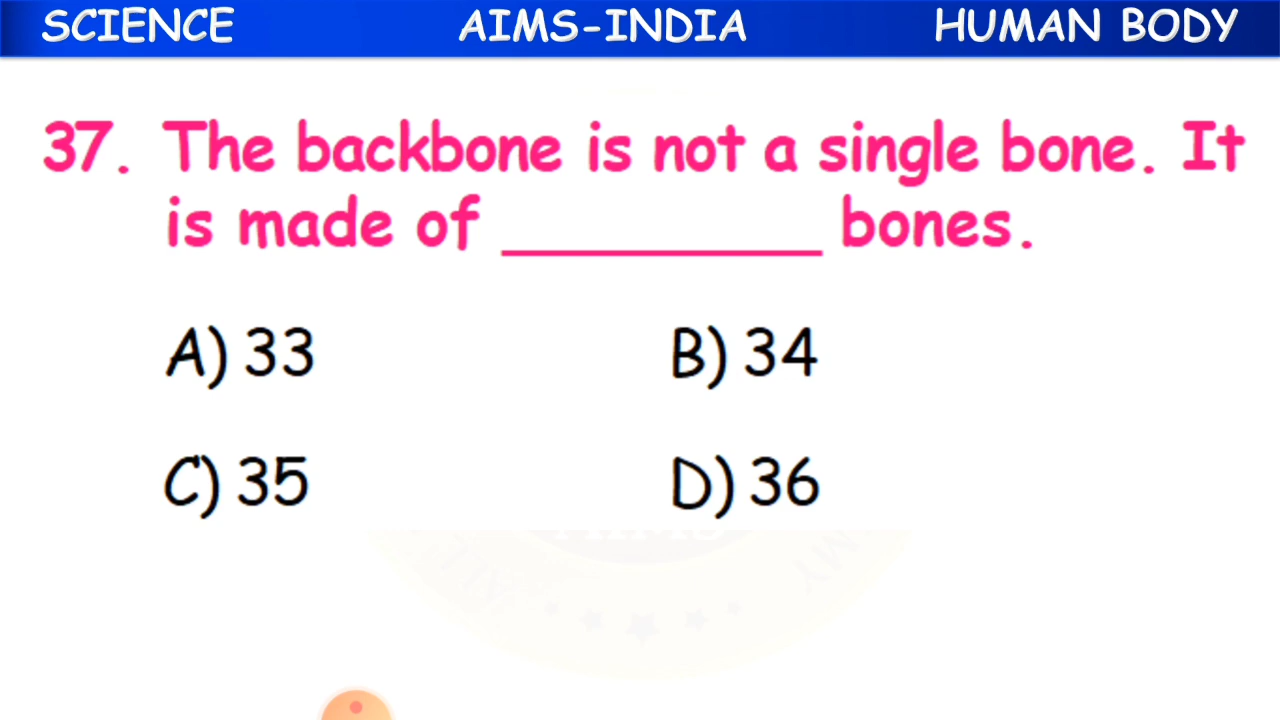 SCIENCE AIMS-INDIA HUMAN BODY
37. The backbone is not a single bone. It
is made of __________ bones.
A) 33 B) 34
C) 35 D) 36
AIMS